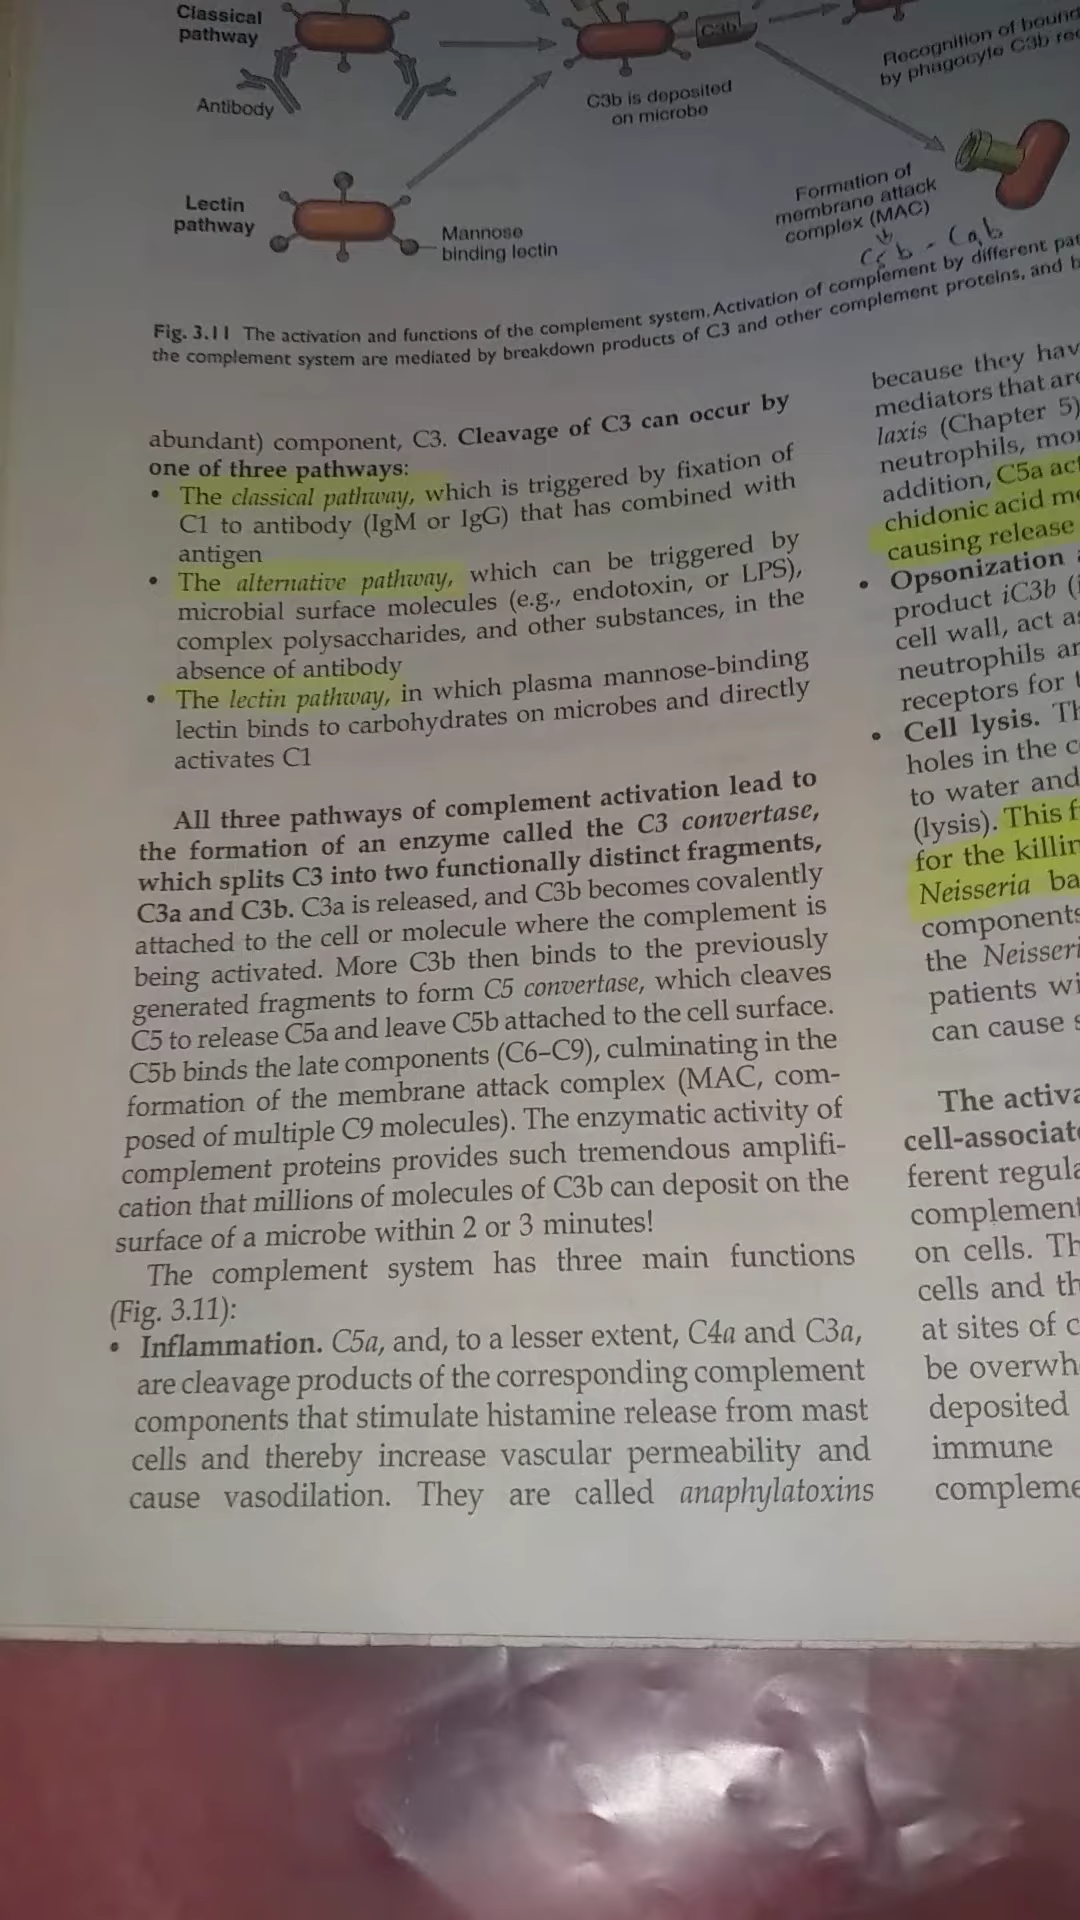 Classical
pathway
Antibody
C3b
C3b is deposited
on microbe
Recognition of bound
by phagocyte C3b
Lectin
pathway
Mannose
binding lectin
Formation of
membrane attack
complex (MAC)
Fig. 3.11 The activation and functions of the complement system. Activation of complement by different
the complement system are mediated by breakdown products of C3 and other complement proteins, and
abundant) component, C3. Cleavage of C3 can occur by
one of three pathways:
• The classical pathway, which is triggered by fixation of
C1 to antibody (IgM or IgG) that has combined with
antigen
• The alternative pathway, which can be triggered by
microbial surface molecules (e.g., endotoxin, or LPS),
complex polysaccharides, and other substances, in the
absence of antibody
• The lectin pathway, in which plasma mannose-binding
lectin binds to carbohydrates on microbes and directly
activates C1
All three pathways of complement activation lead to
the formation of an enzyme called the C3 convertase,
which splits C3 into two functionally distinct fragments,
C3a and C3b. C3a is released, and C3b becomes covalently
attached to the cell or molecule where the complement is
being activated. More C3b then binds to the previously
generated fragments to form C5 convertase, which cleaves
C5 to release C5a and leave C5b attached to the cell surface.
C5b binds the late components (C6–C9), culminating in the
formation of the membrane attack complex (MAC, com-
posed of multiple C9 molecules). The enzymatic activity of
complement proteins provides such tremendous amplifi-
cation that millions of molecules of C3b can deposit on the
surface of a microbe within 2 or 3 minutes!
The complement system has three main functions
(Fig. 3.11):
• Inflammation. C5a, and, to a lesser extent, C4a and C3a,
are cleavage products of the corresponding complement
components that stimulate histamine release from mast
cells and thereby increase vascular permeability and
cause vasodilation. They are called anaphylatoxins
because they hav
mediators that are
laxis (Chapter 5)
neutrophils, mo
addition, C5a act
chidonic acid me
causing release
• Opsonization
product iC3b (i
cell wall, act as
neutrophils an
receptors for t
• Cell lysis. Th
holes in the c
to water and
(lysis). This f
for the killin
Neisseria ba
components
the Neisseri
patients wi
can cause s
The activa
cell-associate
ferent regula
complement
on cells. Th
cells and th
at sites of c
be overwh
deposited
immune
compleme